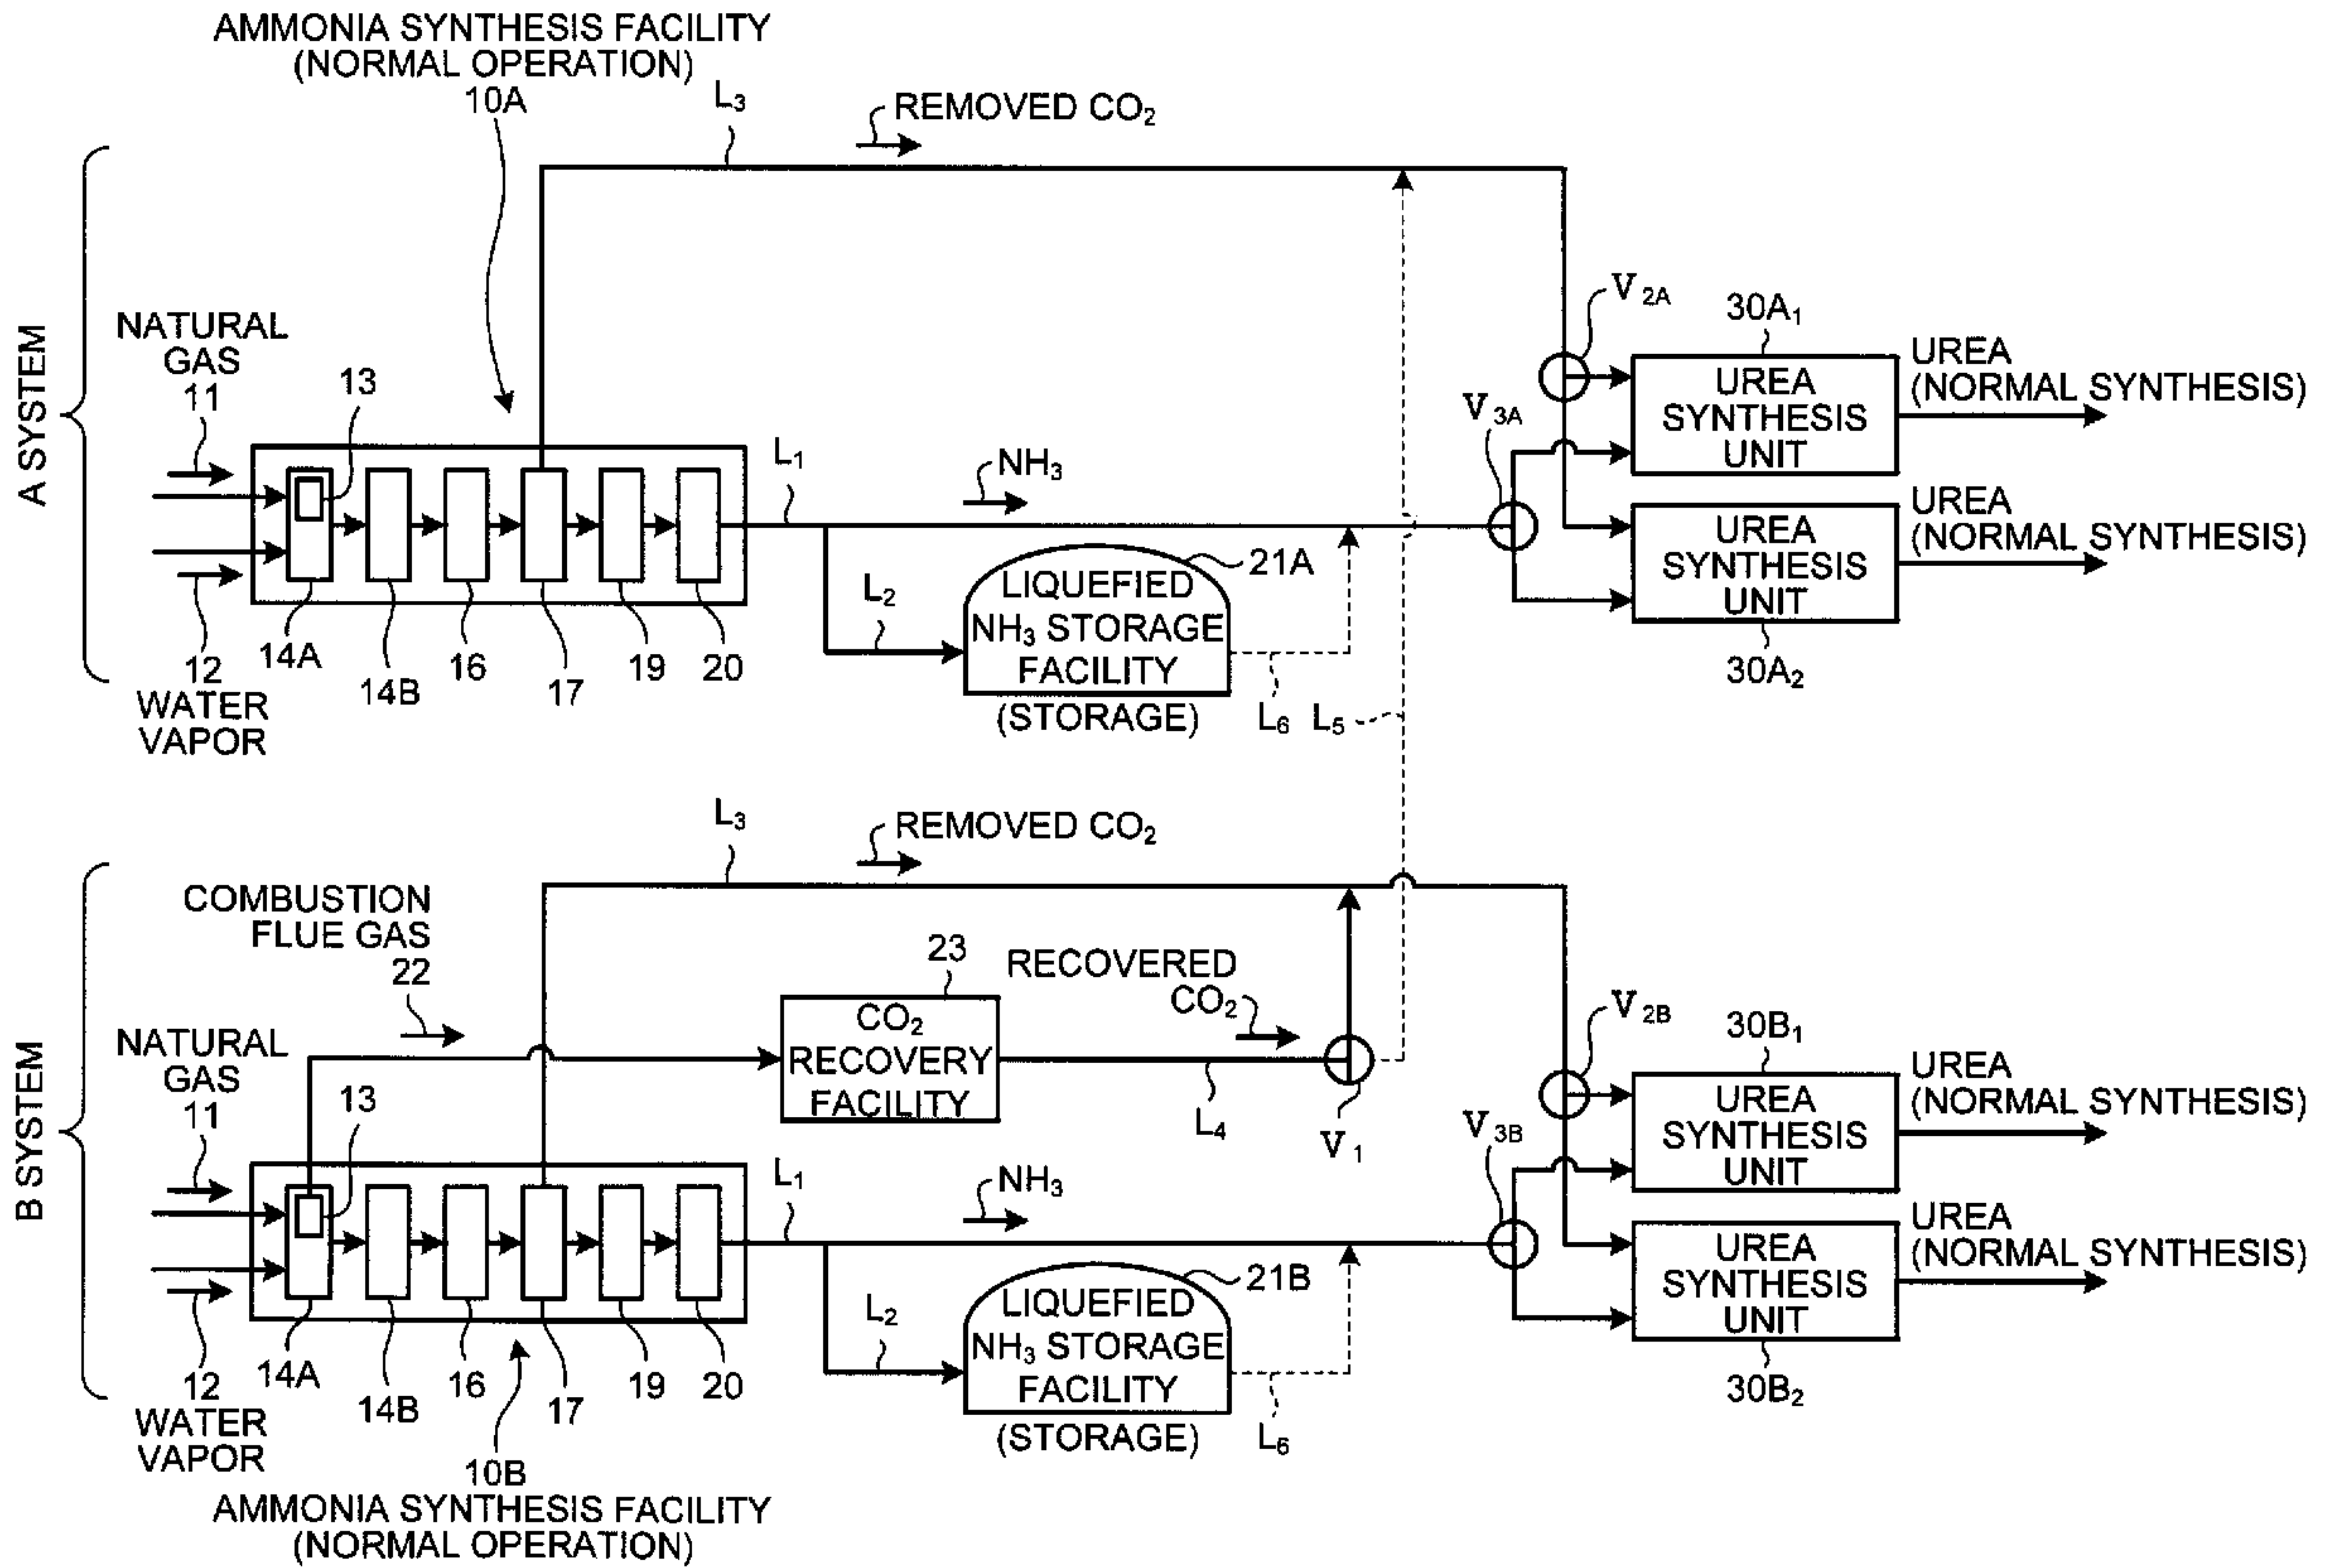 AMMONIA SYNTHESIS FACILITY
(NORMAL OPERATION)
10A
L3
REMOVED CO2
A SYSTEM
NATURAL
GAS
11
13
12
WATER
VAPOR
14A
14B
16
17
19
20
L1
NH3
L2
LIQUEFIED
NH3 STORAGE
FACILITY
(STORAGE)
21A
L6
L5
V2A
V3A
30A1
UREA
SYNTHESIS
UNIT
UREA
(NORMAL SYNTHESIS)
UREA
SYNTHESIS
UNIT
30A2
UREA
(NORMAL SYNTHESIS)
B SYSTEM
L3
REMOVED CO2
COMBUSTION
FLUE GAS
22
23
CO2
RECOVERY
FACILITY
RECOVERED
CO2
L4
V1
NATURAL
GAS
11
13
12
WATER
VAPOR
14A
14B
16
17
19
20
L1
NH3
L2
LIQUEFIED
NH3 STORAGE
FACILITY
(STORAGE)
21B
L6
V2B
V3B
30B1
UREA
SYNTHESIS
UNIT
UREA
(NORMAL SYNTHESIS)
UREA
SYNTHESIS
UNIT
30B2
UREA
(NORMAL SYNTHESIS)
10B
AMMONIA SYNTHESIS FACILITY
(NORMAL OPERATION)